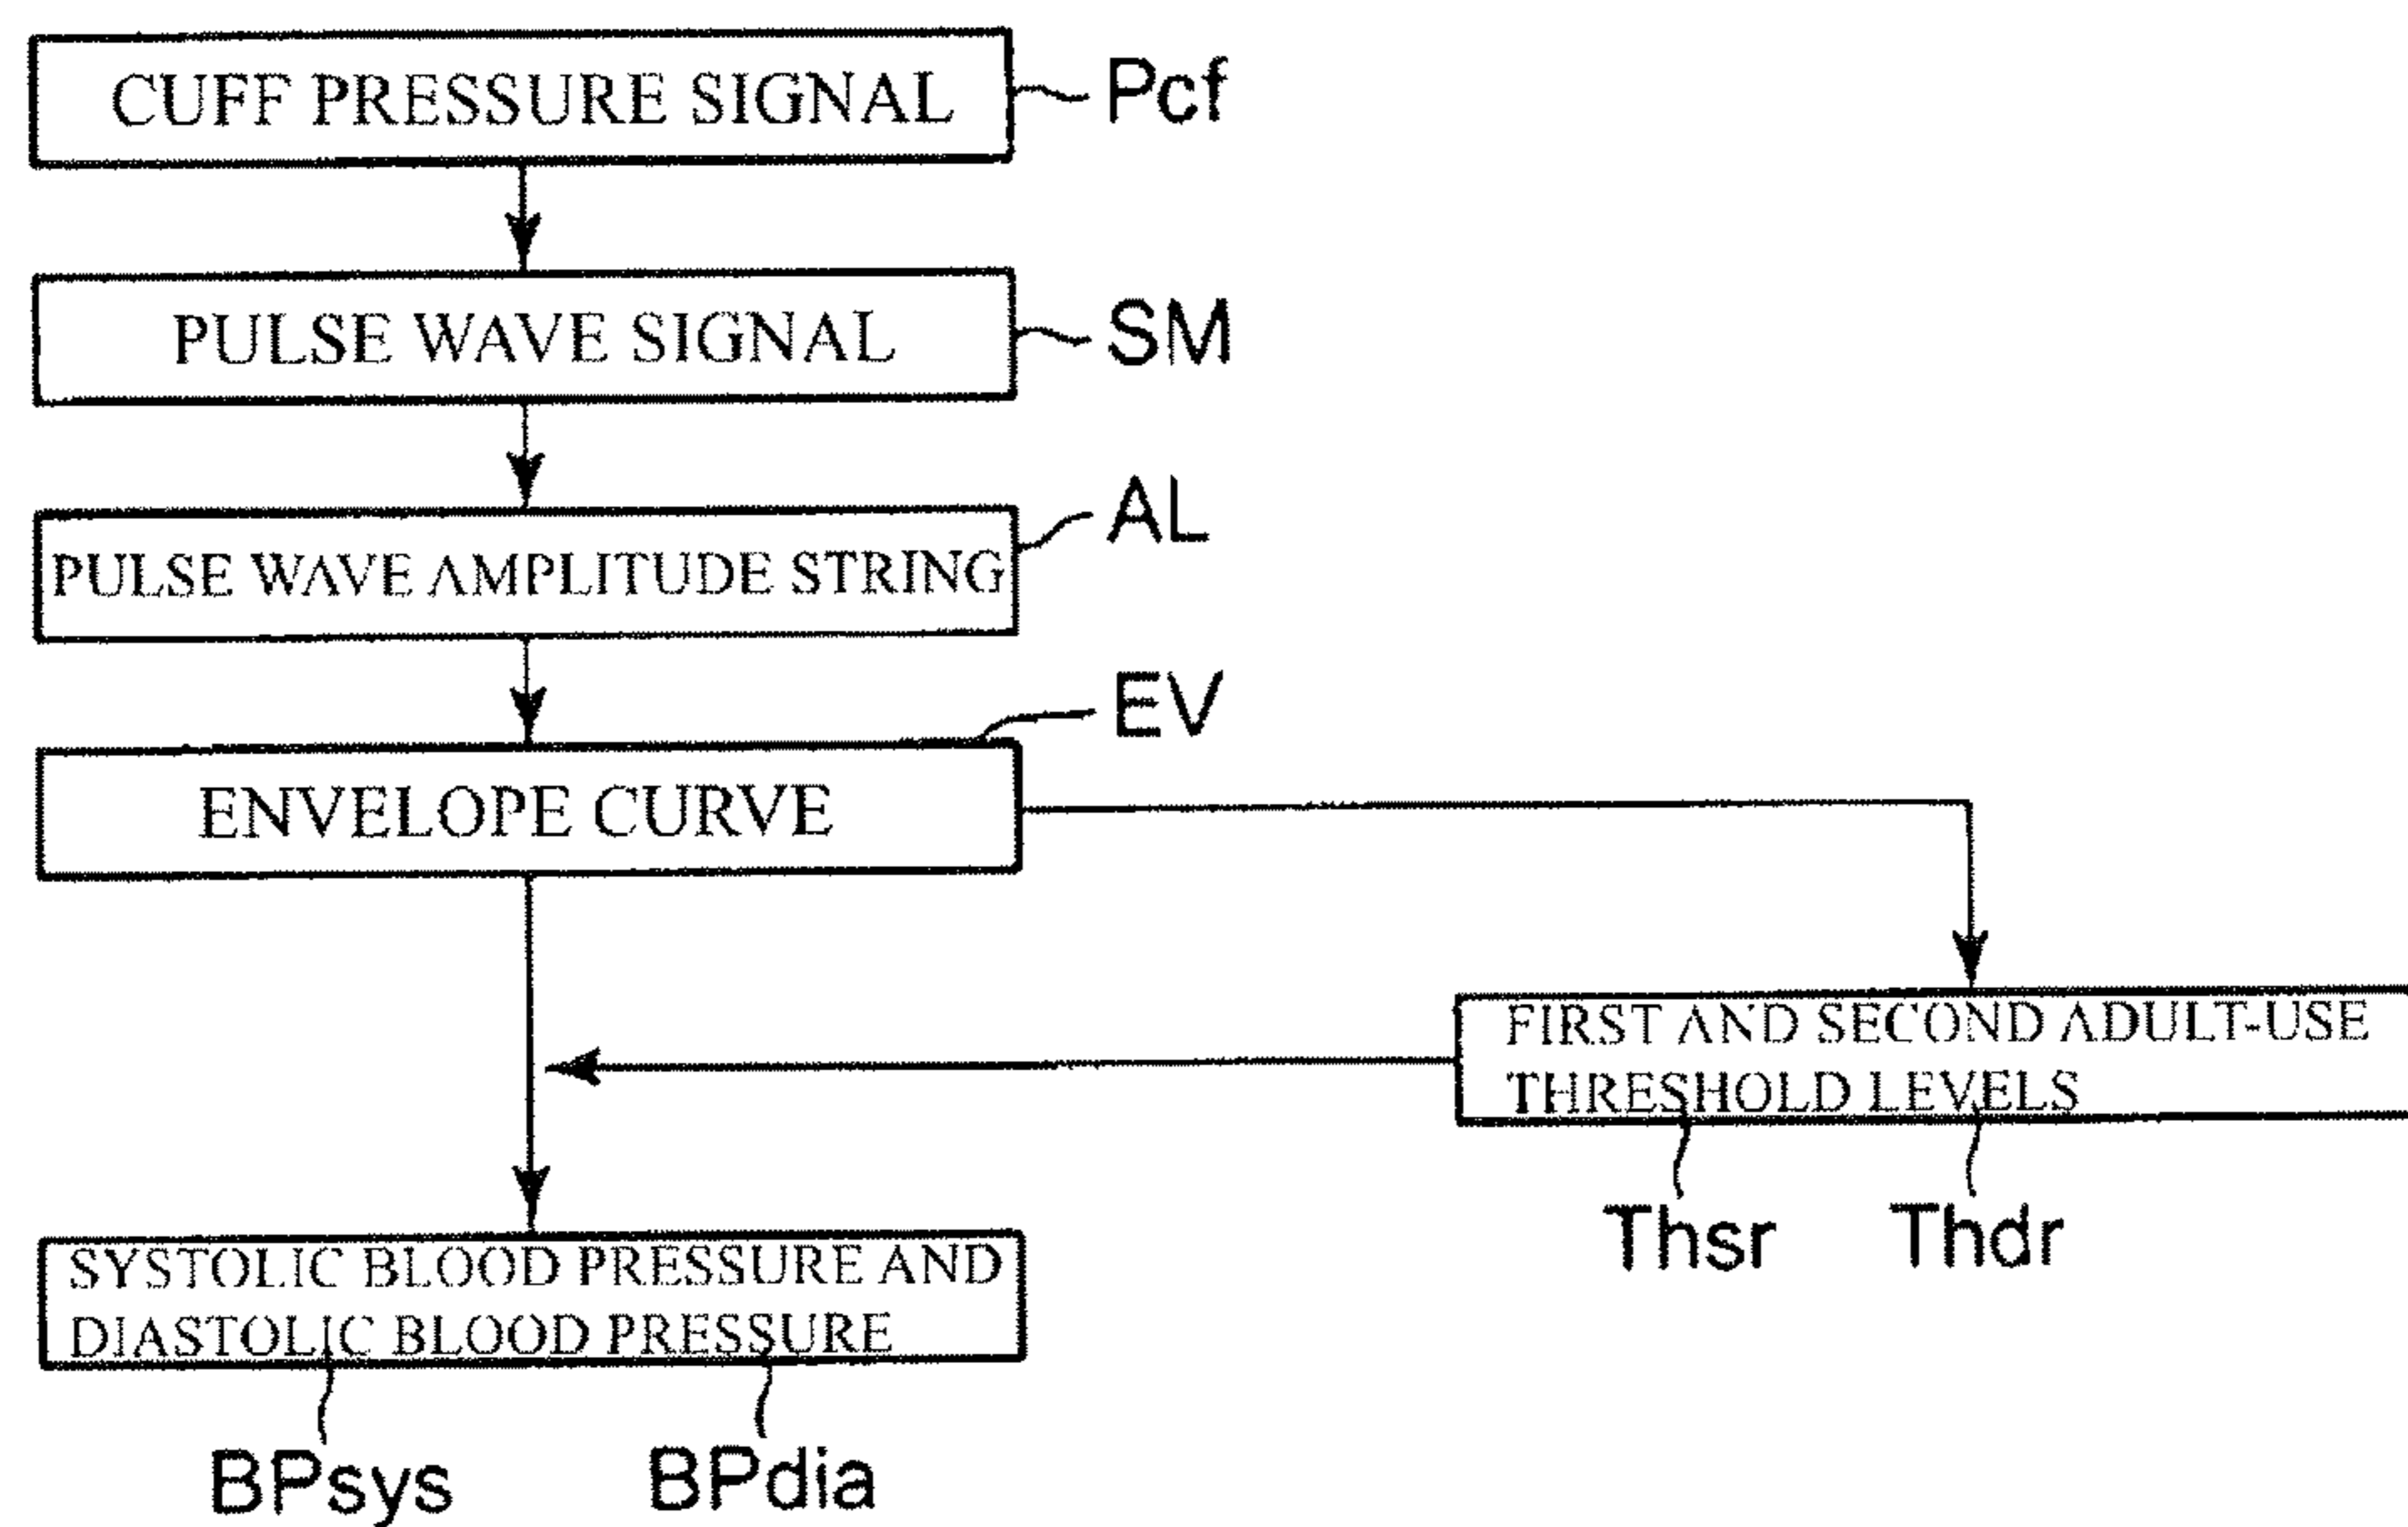 CUFF PRESSURE SIGNAL
Pcf
PULSE WAVE SIGNAL
SM
AL
PULSE WAVE AMPLITUDE STRING
EV
ENVELOPE CURVE
FIRST AND SECOND ADULT-USE
THRESHOLD LEVELS
Thsr Thdr
SYSTOLIC BLOOD PRESSURE AND
DIASTOLIC BLOOD PRESSURE
BPsys BPdia